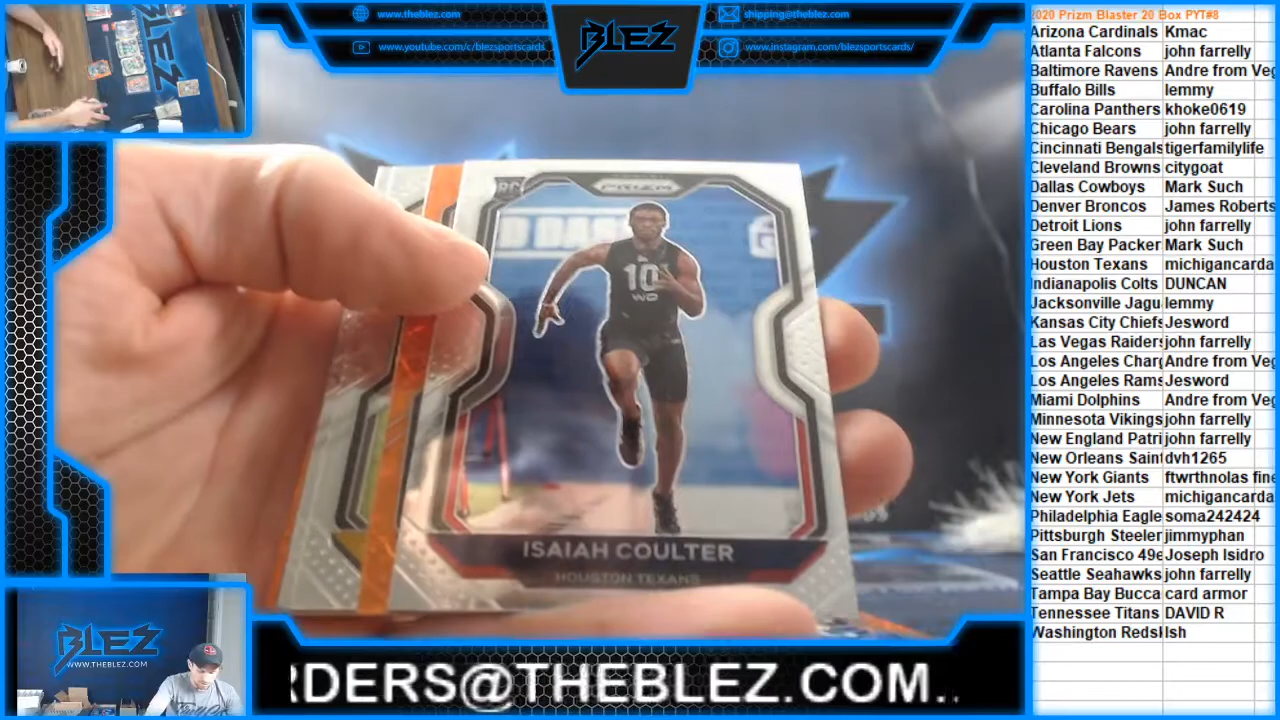 www.theblez.com
shipping@theblez.com
www.youtube.com/c/blezsportscards
www.instagram.com/blezsportscards/
BLEZ
BLEZ
RC
PRIZM
10
WO
ISAIAH COULTER
HOUSTON TEXANS
BLEZ
WWW.THEBLEZ.COM
RDERS@THEBLEZ.COM..
2020 Prizm Blaster 20 Box PYT#8
Arizona Cardinals Kmac
Atlanta Falcons john farrelly
Baltimore Ravens Andre from Veg
Buffalo Bills lemmy
Carolina Panthers khoke0619
Chicago Bears john farrelly
Cincinnati Bengals tigerfamilylife
Cleveland Browns citygoat
Dallas Cowboys Mark Such
Denver Broncos James Roberts
Detroit Lions john farrelly
Green Bay Packer Mark Such
Houston Texans michigancarda
Indianapolis Colts DUNCAN
Jacksonville Jagu lemmy
Kansas City Chiefs Jesword
Las Vegas Raiders john farrelly
Los Angeles Charg Andre from Veg
Los Angeles Rams Jesword
Miami Dolphins Andre from Veg
Minnesota Vikings john farrelly
New England Patri john farrelly
New Orleans Saint dvh1265
New York Giants ftwrthnolas fine
New York Jets michigancarda
Philadelphia Eagle soma242424
Pittsburgh Steeler jimmyphan
San Francisco 49e Joseph Isidro
Seattle Seahawks john farrelly
Tampa Bay Bucca card armor
Tennessee Titans DAVID R
Washington Redsk Ish